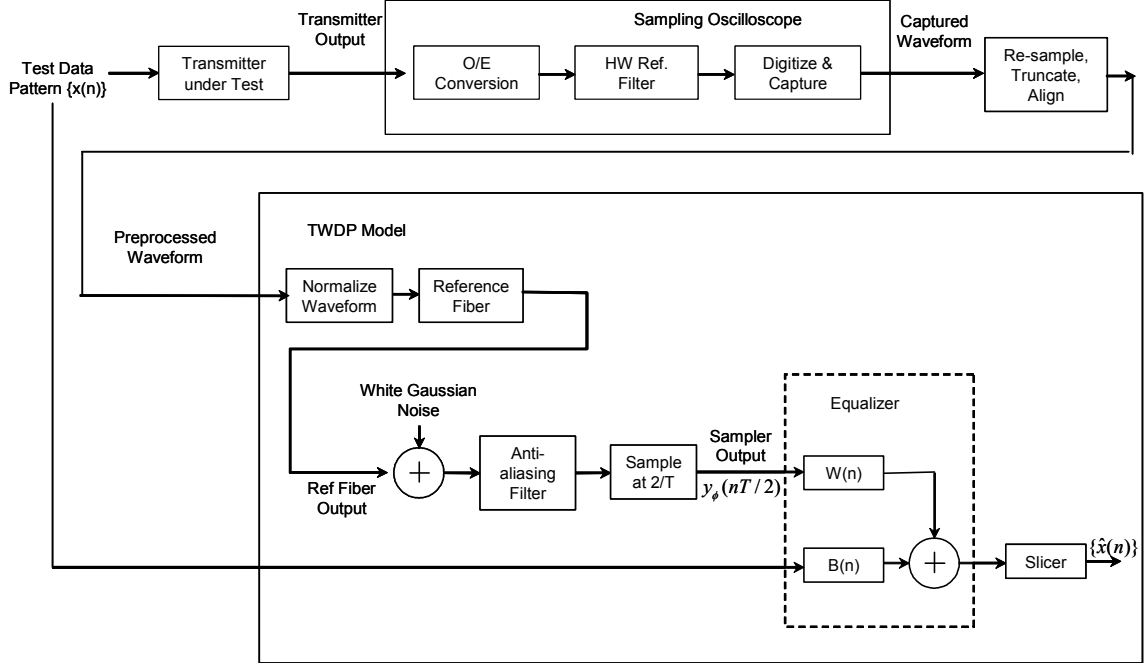 Test Data
Pattern {x(n)}
Transmitter
under Test
Transmitter
Output
Sampling Oscilloscope
O/E
Conversion
HW Ref.
Filter
Digitize &
Capture
Captured
Waveform
Re-sample,
Truncate,
Align
Preprocessed
Waveform
TWDP Model
Normalize
Waveform
Reference
Fiber
White Gaussian
Noise
Ref Fiber
Output
+
Anti-
aliasing
Filter
Sample
at 2/T
Sampler
Output
y_ϕ(nT/2)
Equalizer
W(n)
B(n)
+
Slicer
{x̂(n)}